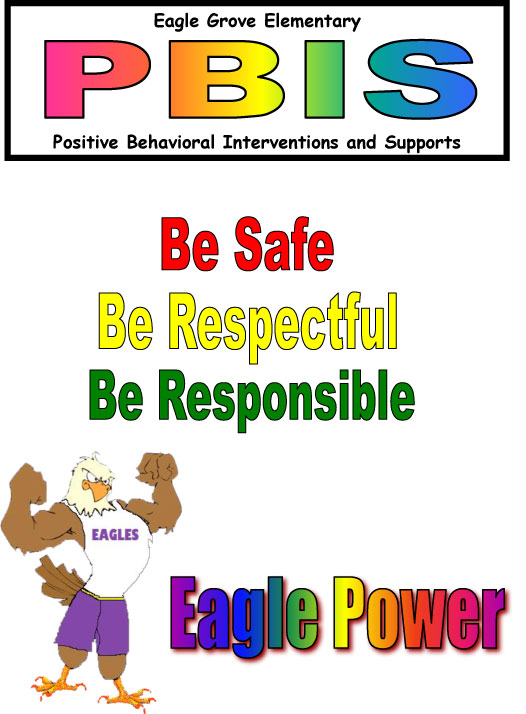 Eagle Grove Elementary
PBIS
Positive Behavioral Interventions and Supports
Be Safe
Be Respectful
Be Responsible
EAGLES
Eagle Power